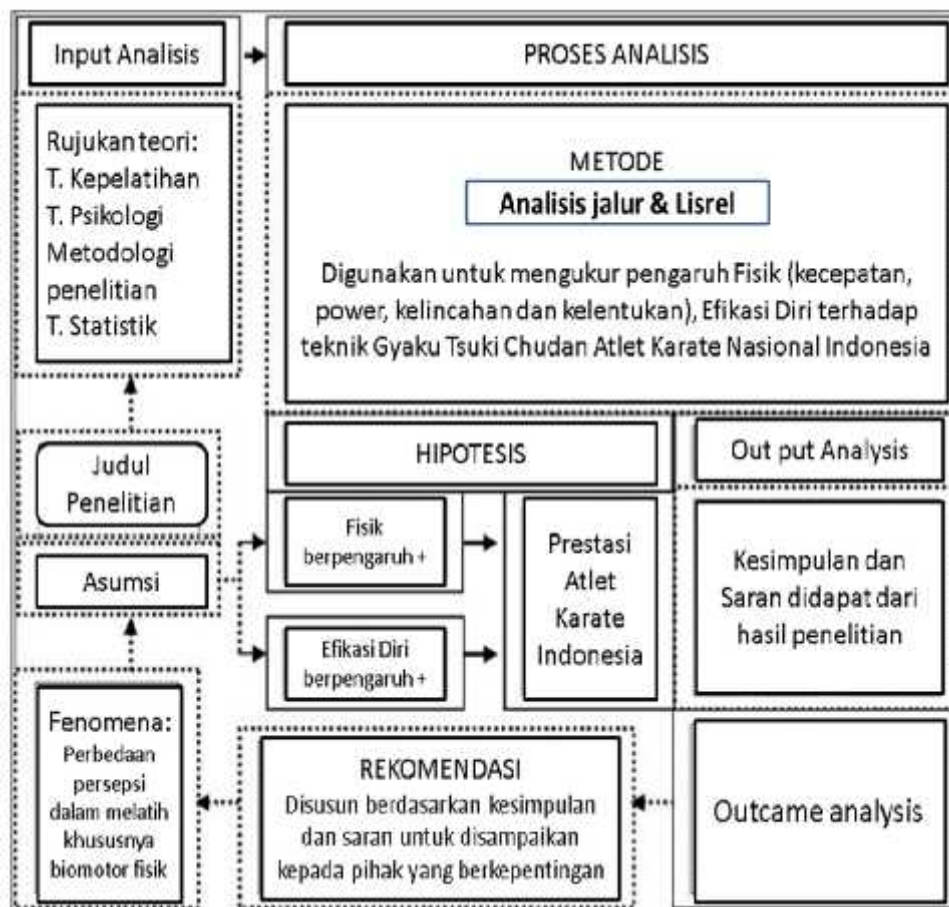 Input Analisis
PROSES ANALISIS
Rujukan teori:
T. Kepelatihan
T. Psikologi
Metodologi
penelitian
T. Statistik
METODE
Analisis jalur & Lisrel
Digunakan untuk mengukur pengaruh Fisik (kecepatan,
power, kelincahan dan kelentukan), Efikasi Diri terhadap
teknik Gyaku Tsuki Chudan Atlet Karate Nasional Indonesia
Judul
Penelitian
HIPOTESIS
Out put Analysis
Asumsi
Fisik
berpengaruh +
Efikasi Diri
berpengaruh +
Prestasi
Atlet
Karate
Indonesia
Kesimpulan dan
Saran didapat dari
hasil penelitian
Fenomena:
Perbedaan
persepsi
dalam melatih
khususnya
biomotor fisik
REKOMENDASI
Disusun berdasarkan kesimpulan
dan saran untuk disampaikan
kepada pihak yang berkepentingan
Outcame analysis